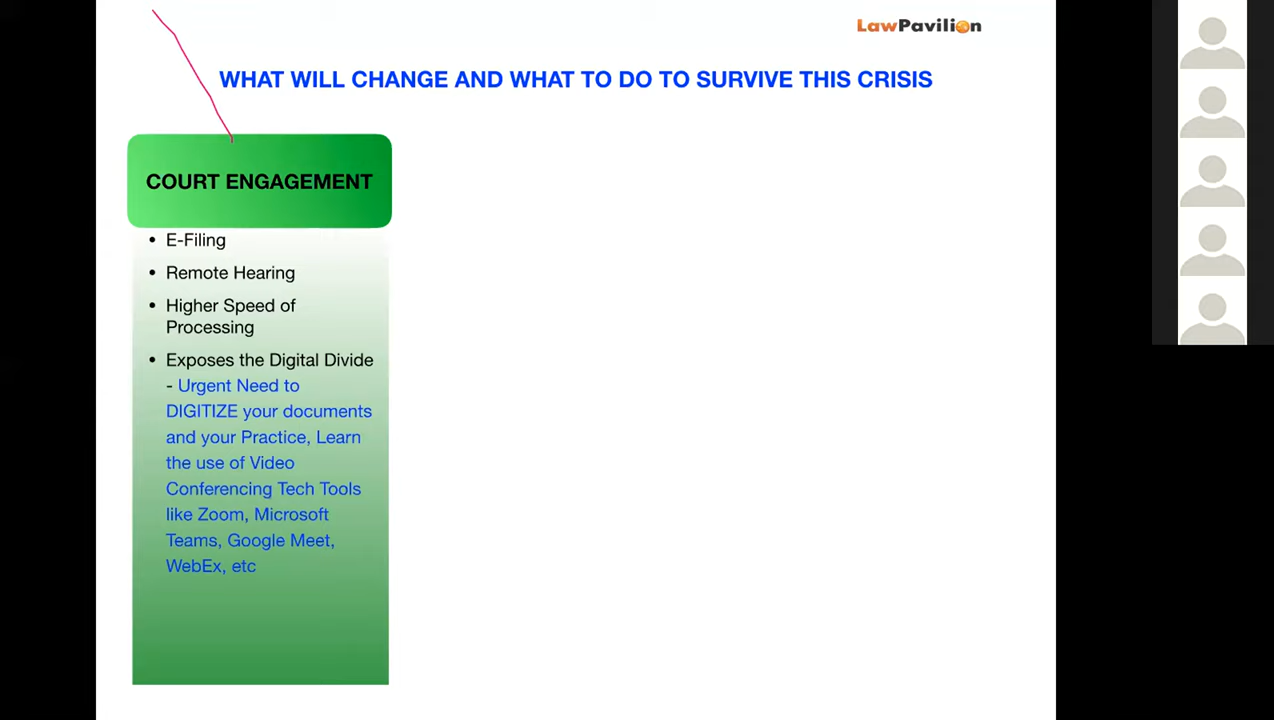 LawPavilion
WHAT WILL CHANGE AND WHAT TO DO TO SURVIVE THIS CRISIS
COURT ENGAGEMENT
• E-Filing
• Remote Hearing
• Higher Speed of
Processing
• Exposes the Digital Divide
- Urgent Need to
DIGITIZE your documents
and your Practice, Learn
the use of Video
Conferencing Tech Tools
like Zoom, Microsoft
Teams, Google Meet,
WebEx, etc